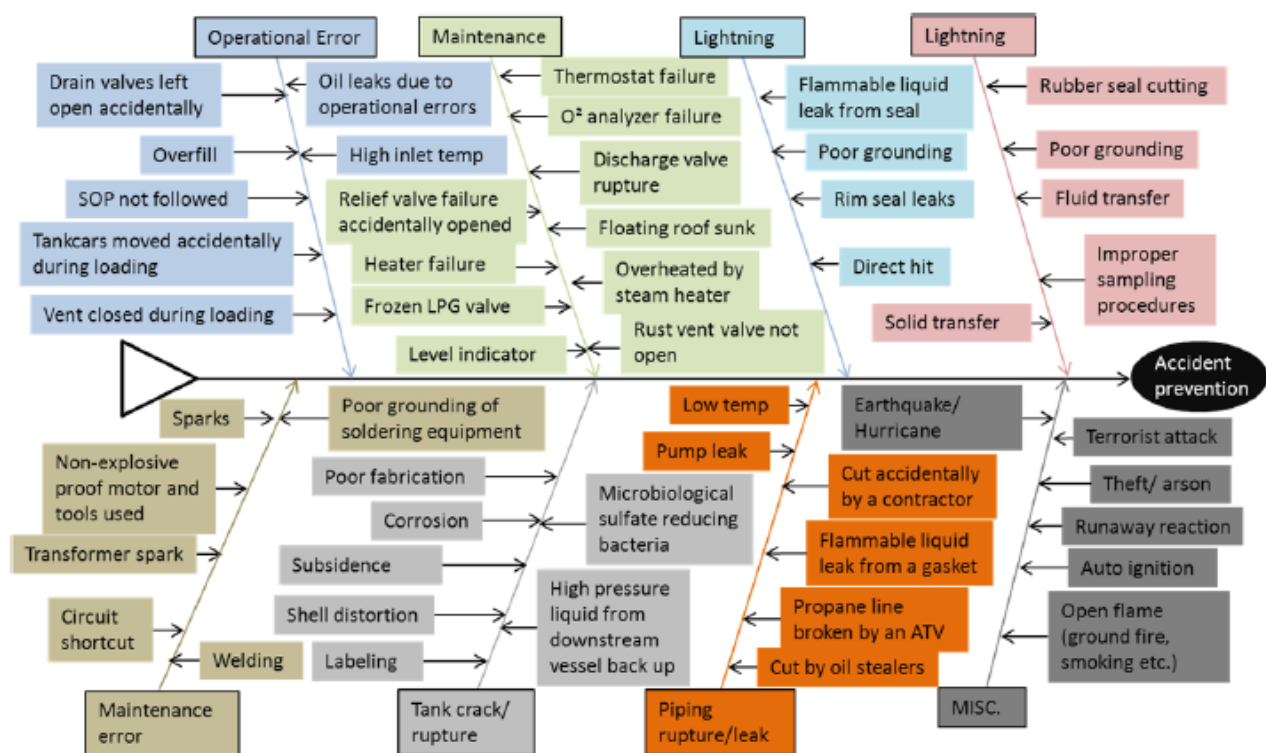 Operational Error
Drain valves left
open accidentally
Oil leaks due to
operational errors
Overfill
High inlet temp
SOP not followed
Tankcars moved accidentally
during loading
Vent closed during loading
Maintenance
Thermostat failure
O² analyzer failure
Discharge valve
rupture
Relief valve failure
accidentally opened
Floating roof sunk
Heater failure
Overheated by
steam heater
Frozen LPG valve
Rust vent valve not
open
Level indicator
Lightning
Flammable liquid
leak from seal
Poor grounding
Rim seal leaks
Direct hit
Lightning
Rubber seal cutting
Poor grounding
Fluid transfer
Improper
sampling
procedures
Solid transfer
Accident
prevention
Sparks
Poor grounding of
soldering equipment
Non-explosive
proof motor and
tools used
Transformer spark
Circuit
shortcut
Welding
Maintenance
error
Poor fabrication
Corrosion
Microbiological
sulfate reducing
bacteria
Subsidence
Shell distortion
High pressure
liquid from
downstream
vessel back up
Labeling
Tank crack/
rupture
Low temp
Pump leak
Cut accidentally
by a contractor
Flammable liquid
leak from a gasket
Propane line
broken by an ATV
Cut by oil stealers
Piping
rupture/leak
Earthquake/
Hurricane
Terrorist attack
Theft/ arson
Runaway reaction
Auto ignition
Open flame
(ground fire,
smoking etc.)
MISC.